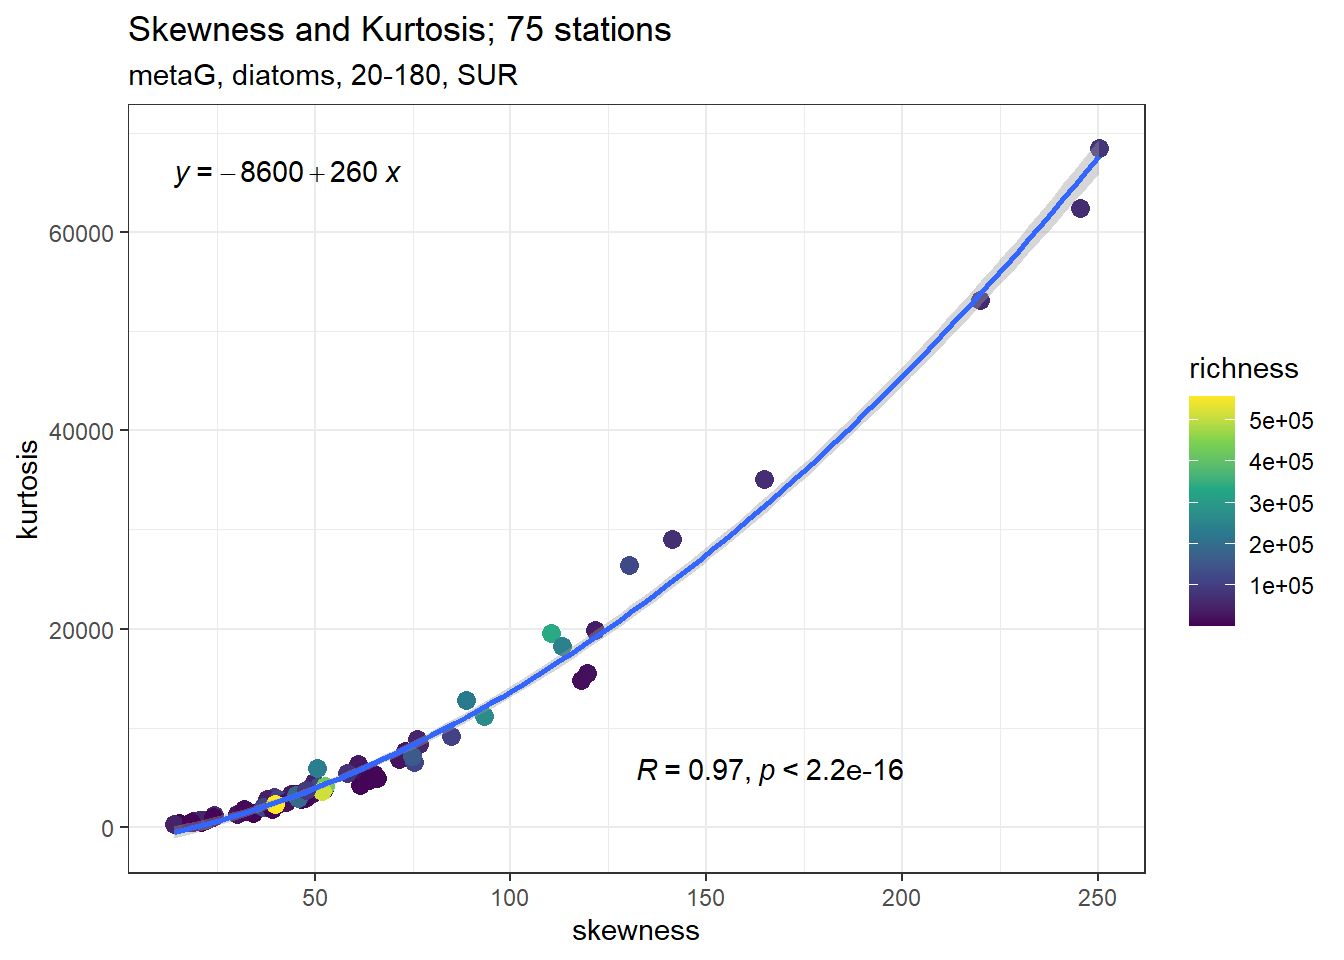 Skewness and Kurtosis; 75 stations
metaG, diatoms, 20-180, SUR
y = −8600 + 260 x
R = 0.97, p < 2.2e-16
60000
40000
20000
0
kurtosis
50
100
150
200
250
skewness
richness
5e+05
4e+05
3e+05
2e+05
1e+05